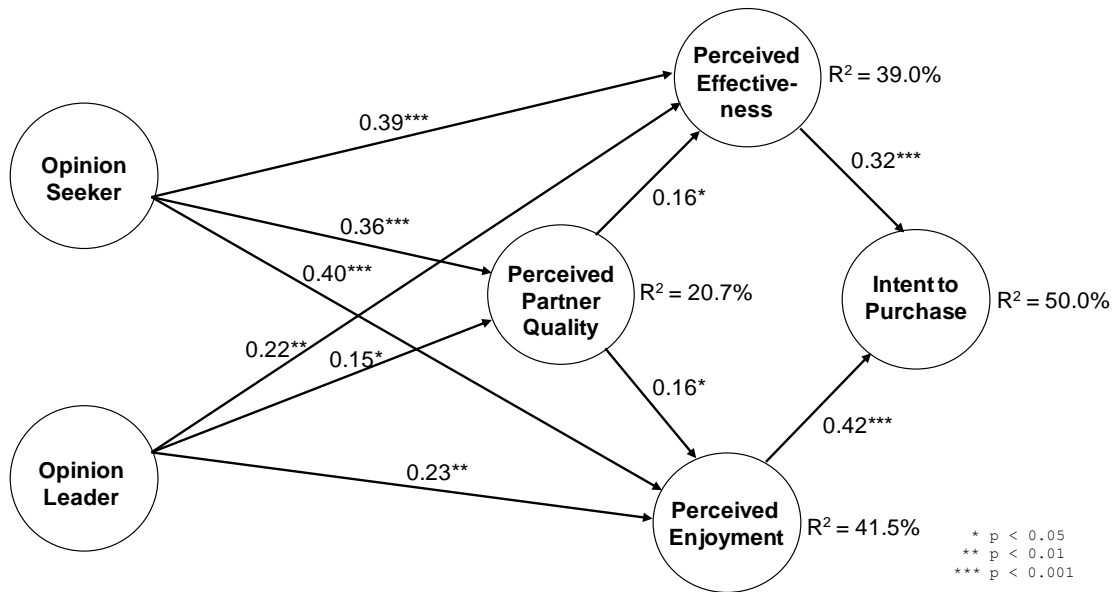 Perceived
Effective-
ness
R² = 39.0%
0.39***
Opinion
Seeker
0.32***
0.16*
0.36***
0.40***
Perceived
Partner
Quality
R² = 20.7%
Intent to
Purchase
R² = 50.0%
0.22**
0.15*
0.16*
0.42***
Opinion
Leader
0.23**
Perceived
Enjoyment
R² = 41.5%
* p < 0.05
** p < 0.01
*** p < 0.001